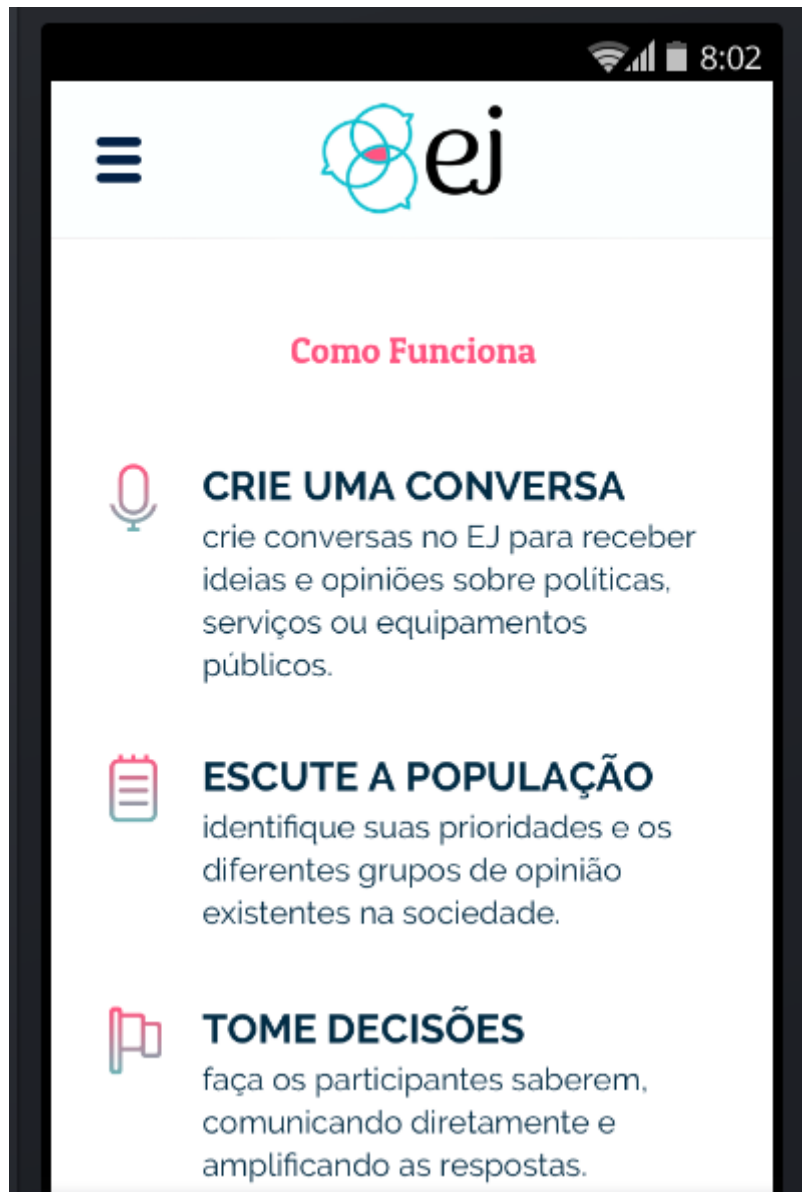 8:02
ej
Como Funciona
CRIE UMA CONVERSA
crie conversas no EJ para receber
ideias e opiniões sobre políticas,
serviços ou equipamentos
públicos.
ESCUTE A POPULAÇÃO
identifique suas prioridades e os
diferentes grupos de opinião
existentes na sociedade.
TOME DECISÕES
faça os participantes saberem,
comunicando diretamente e
amplificando as respostas.